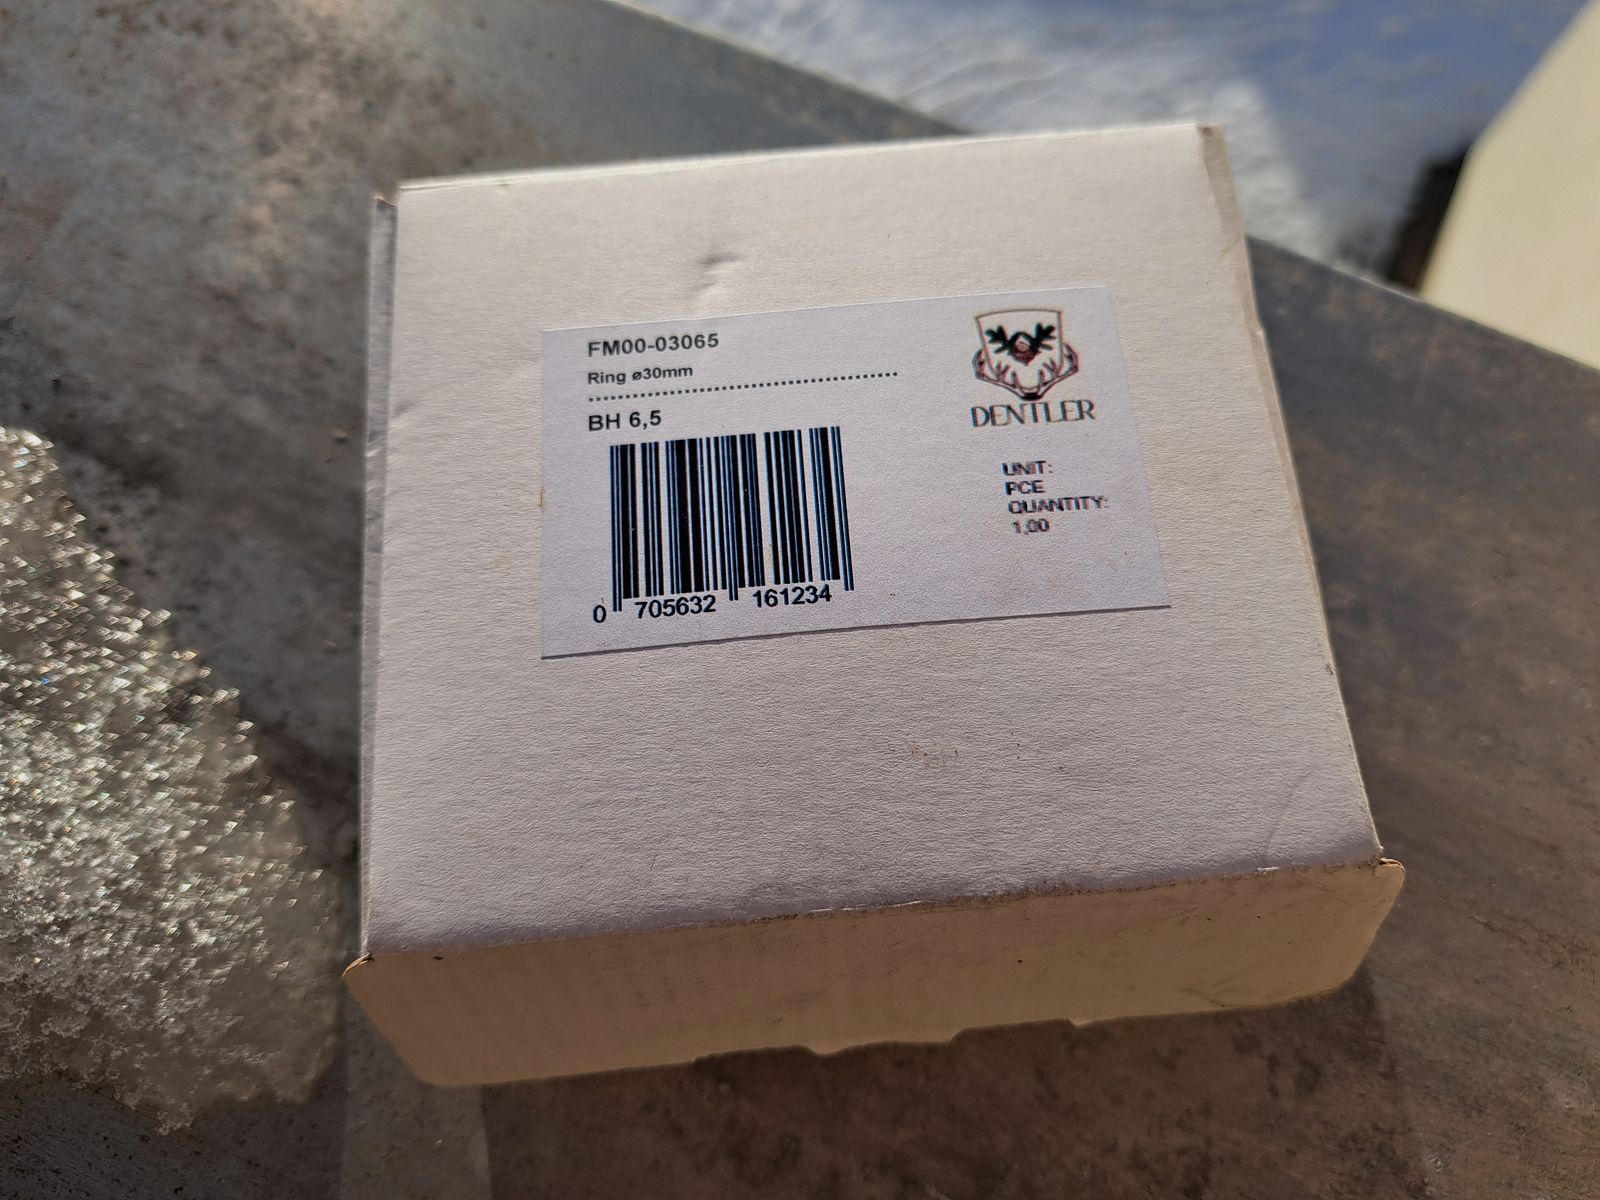 FM00-03065
Ring ø30mm
BH 6,5
0 705632 161234
DENTLER
UNIT:
PCE
QUANTITY:
1,00